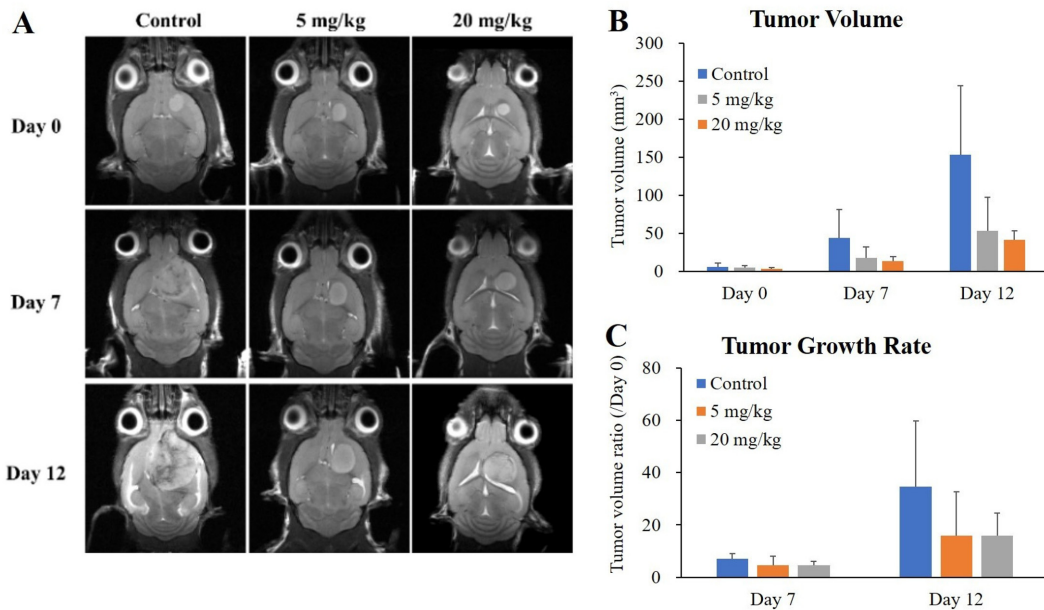 A
Control 5 mg/kg 20 mg/kg
Day 0
Day 7
Day 12
B
Tumor Volume
Tumor volume (mm³)
300
250
200
150
100
50
0
Control
5 mg/kg
20 mg/kg
Day 0 Day 7 Day 12
C
Tumor Growth Rate
Tumor volume ratio (/Day 0)
80
60
40
20
0
Control
5 mg/kg
20 mg/kg
Day 7 Day 12